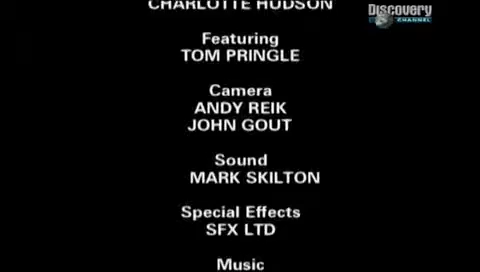 CHARLOTTE HUDSON
Discovery
CHANNEL
Featuring
TOM PRINGLE
Camera
ANDY REIK
JOHN GOUT
Sound
MARK SKILTON
Special Effects
SFX LTD
Music